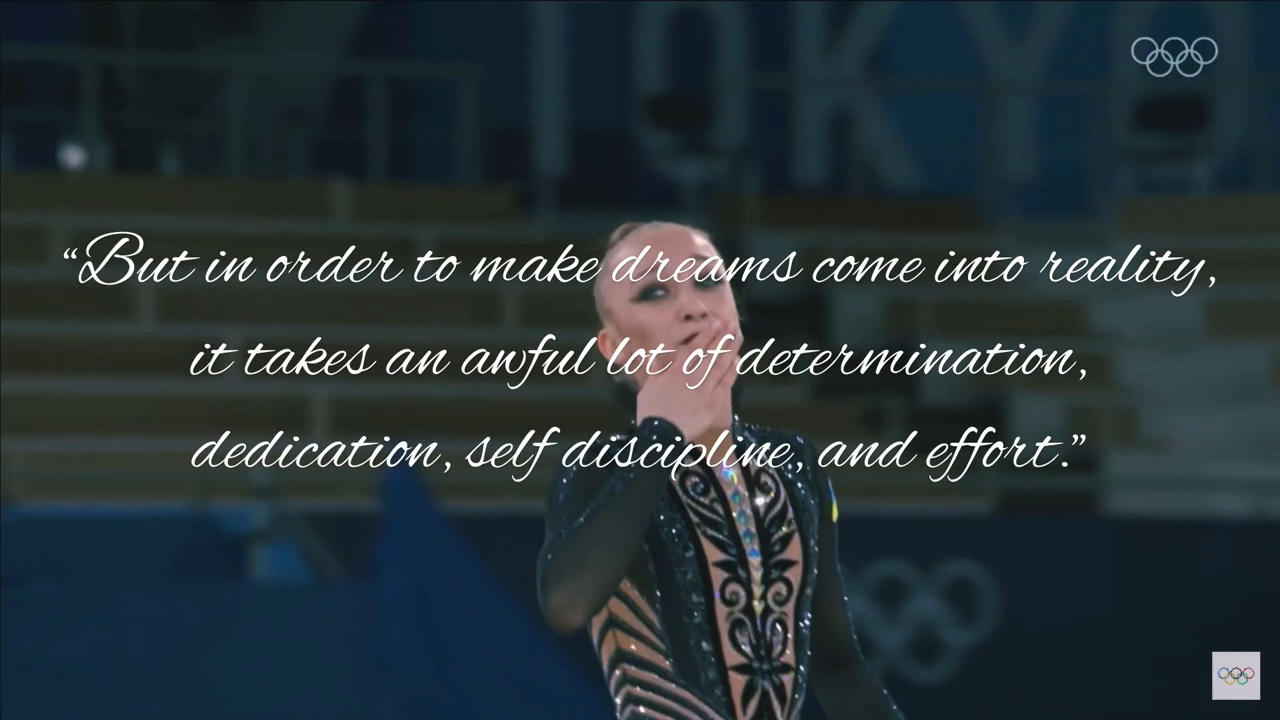 TOKYO
“But in order to make dreams come into reality,
it takes an awful lot of determination,
dedication, self discipline, and effort.”